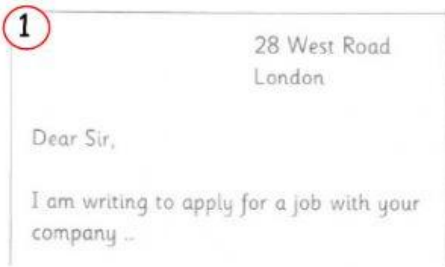 1
28 West Road
London
Dear Sir,
I am writing to apply for a job with your
company ..